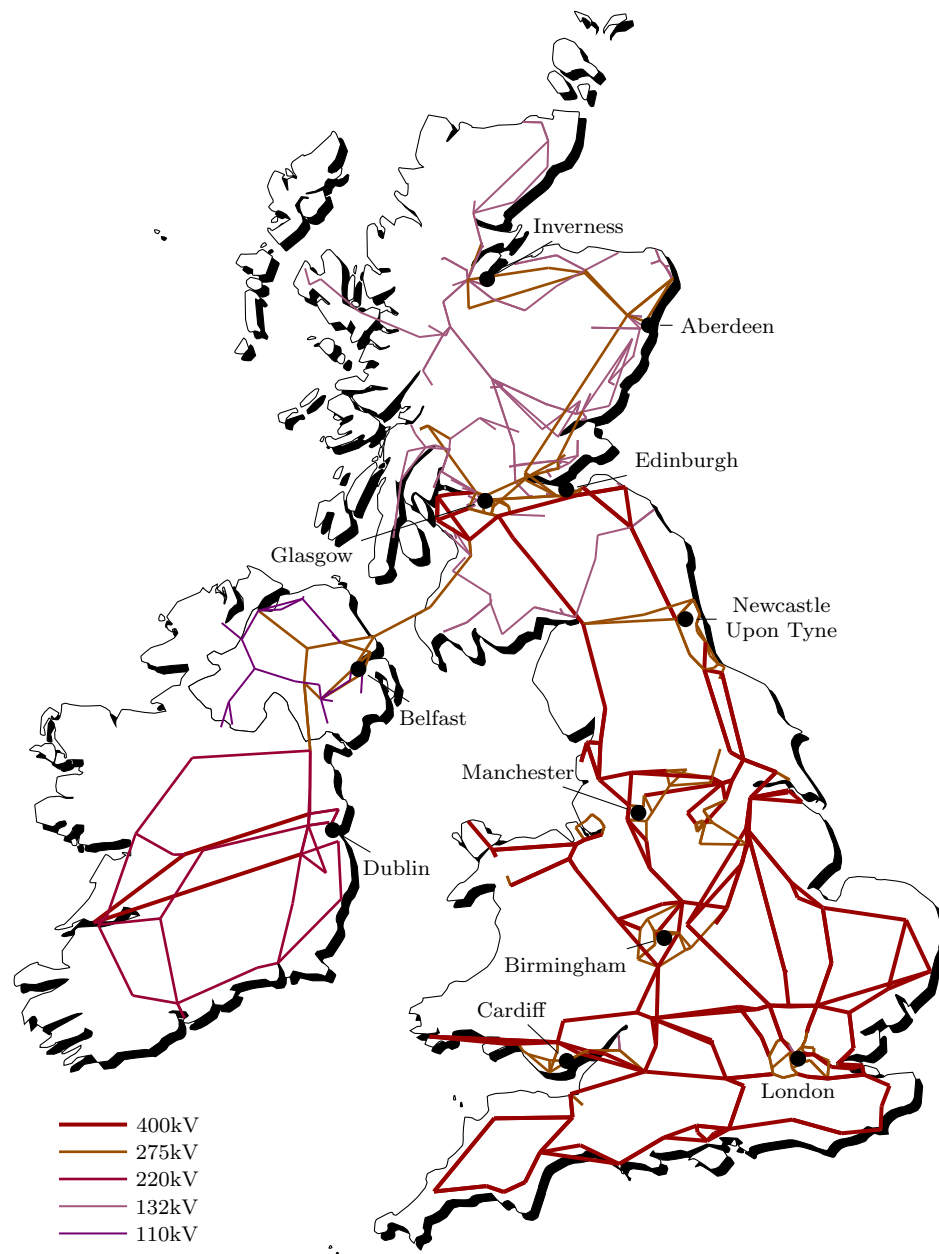 Inverness
Aberdeen
Edinburgh
Glasgow
Newcastle
Upon Tyne
Belfast
Manchester
Dublin
Birmingham
Cardiff
London
400kV
275kV
220kV
132kV
110kV